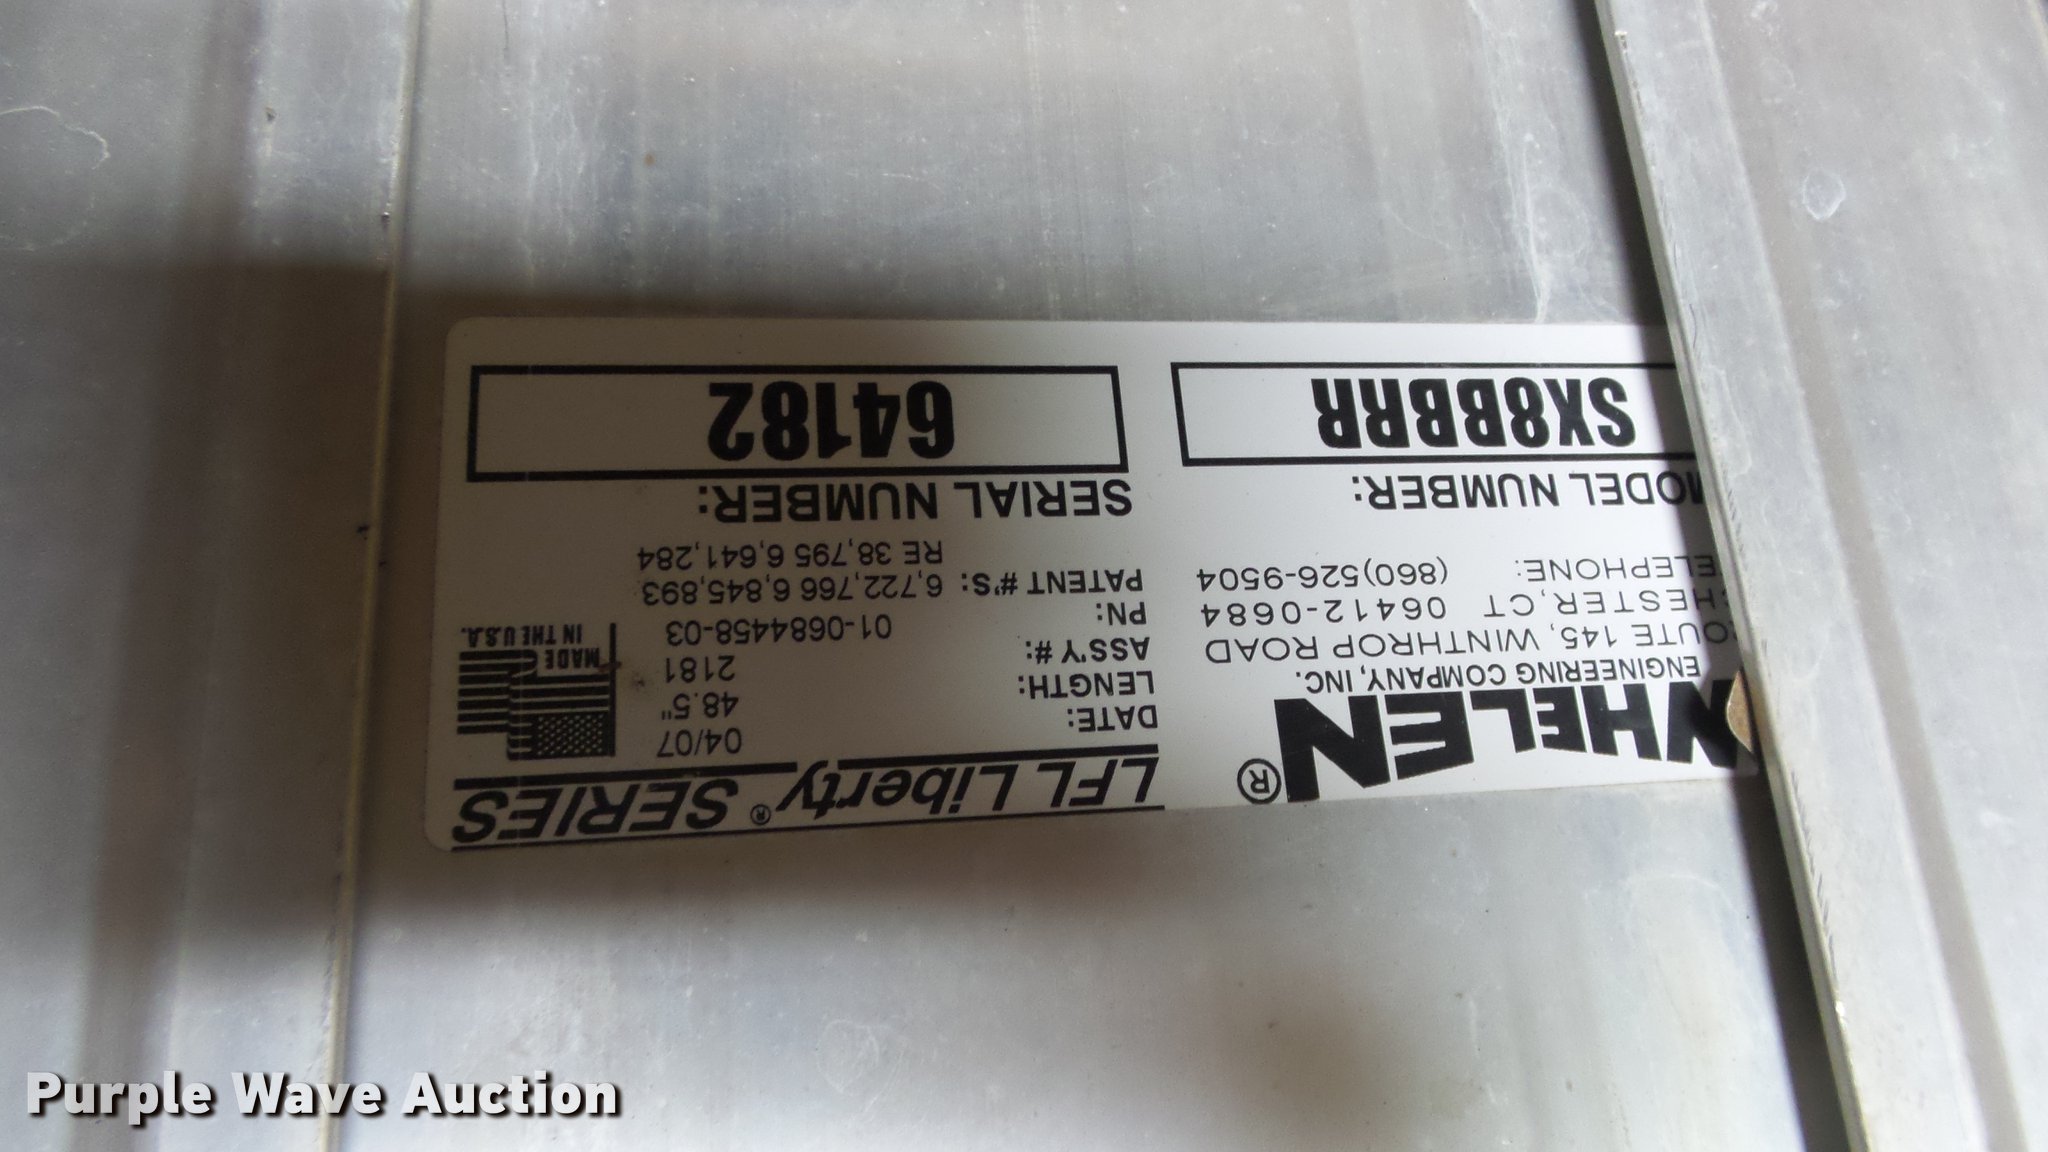 WHELEN®
ENGINEERING COMPANY, INC.
OUTE 145, WINTHROP ROAD
HESTER, CT 06412-0684
ELEPHONE: (860)526-9504
MODEL NUMBER:
SX8BBRR
LFL Liberty® SERIES
DATE: 04/07
LENGTH: 48.5"
ASS'Y #: 2181
PN: 01-0684458-03
PATENT #'S: 6,722,766 6,845,893
RE 38,795 6,641,284
MADE
IN THE U.S.A.
SERIAL NUMBER:
64182
Purple Wave Auction